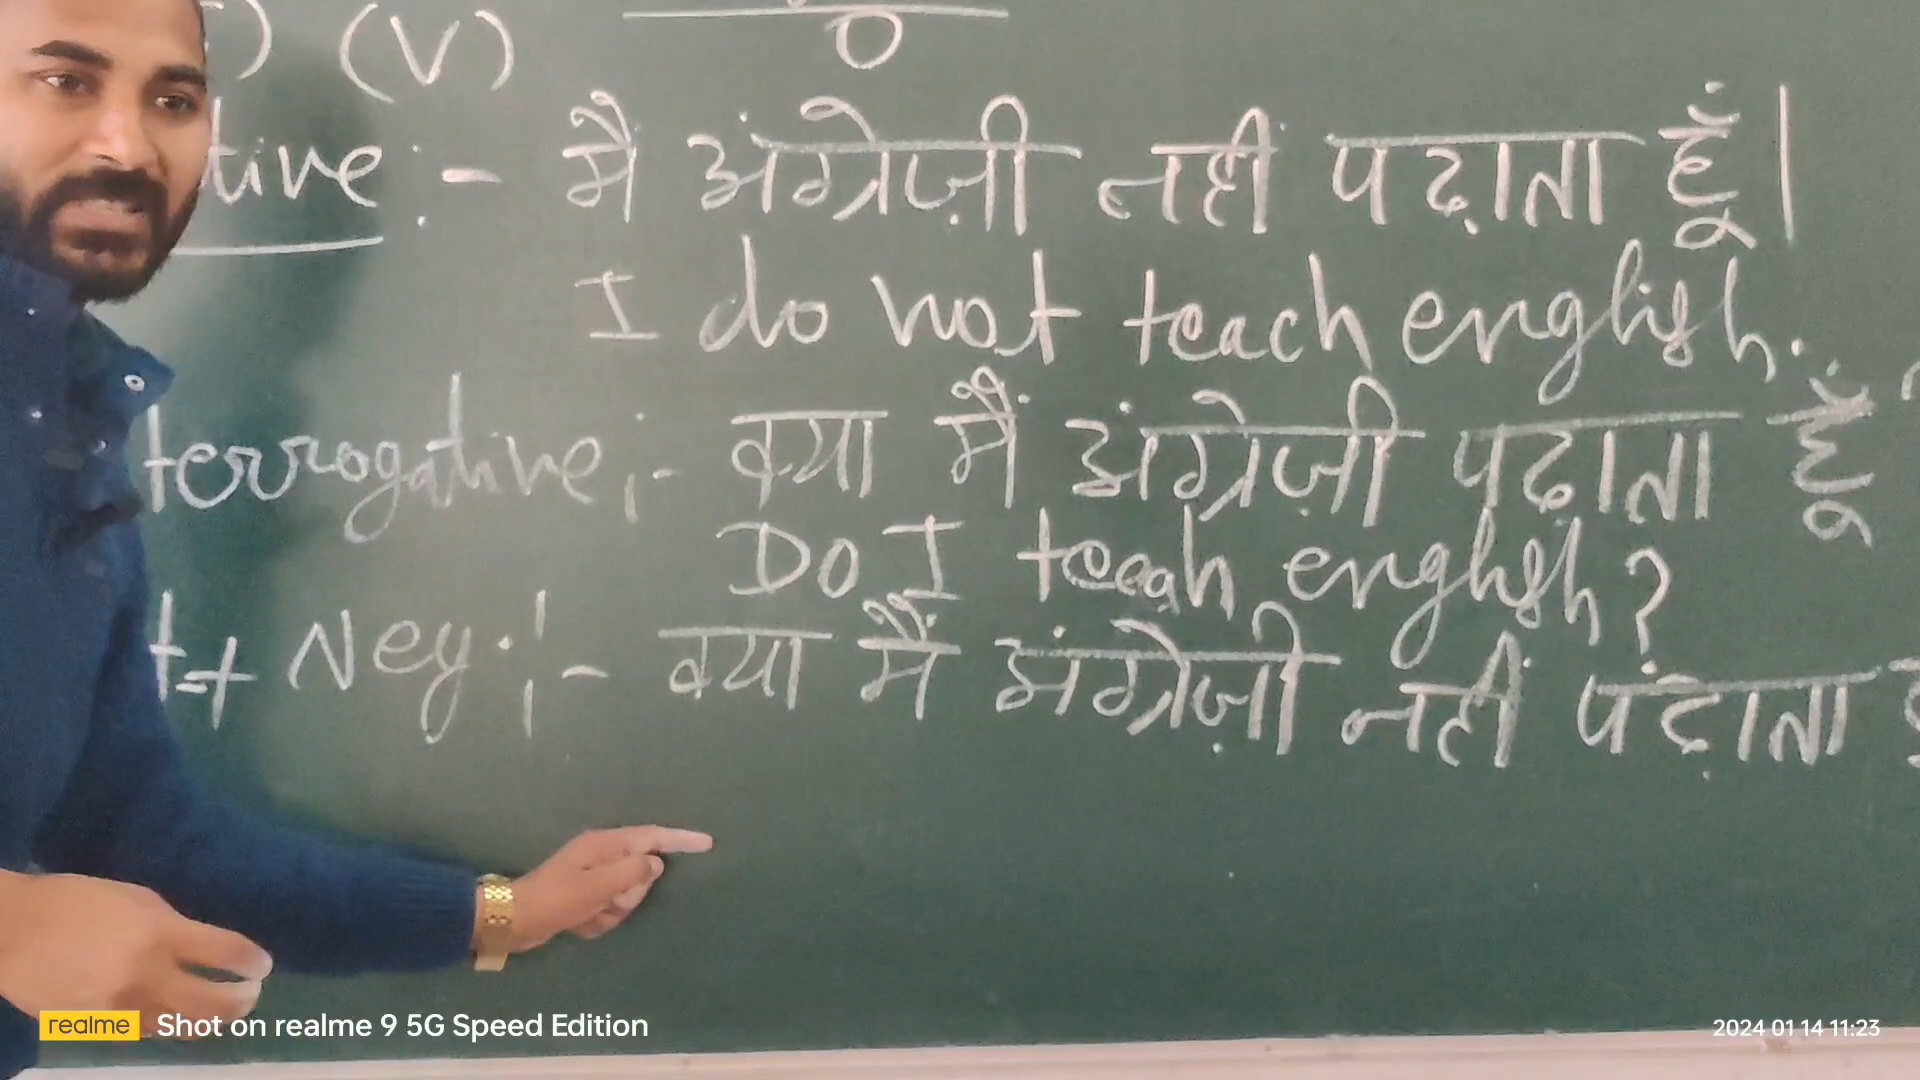 (V) O
tive :- मै अंग्रेज़ी नही पढ़ाता हूँ।
I do not teach english.
terrogative :- क्या मैं अंग्रेज़ी पढ़ाता हूँ
Do I teach english?
t + Neg. :- क्या मैं अंग्रेज़ी नहीं पढ़ाता
realme Shot on realme 9 5G Speed Edition
2024 01 14 11:23